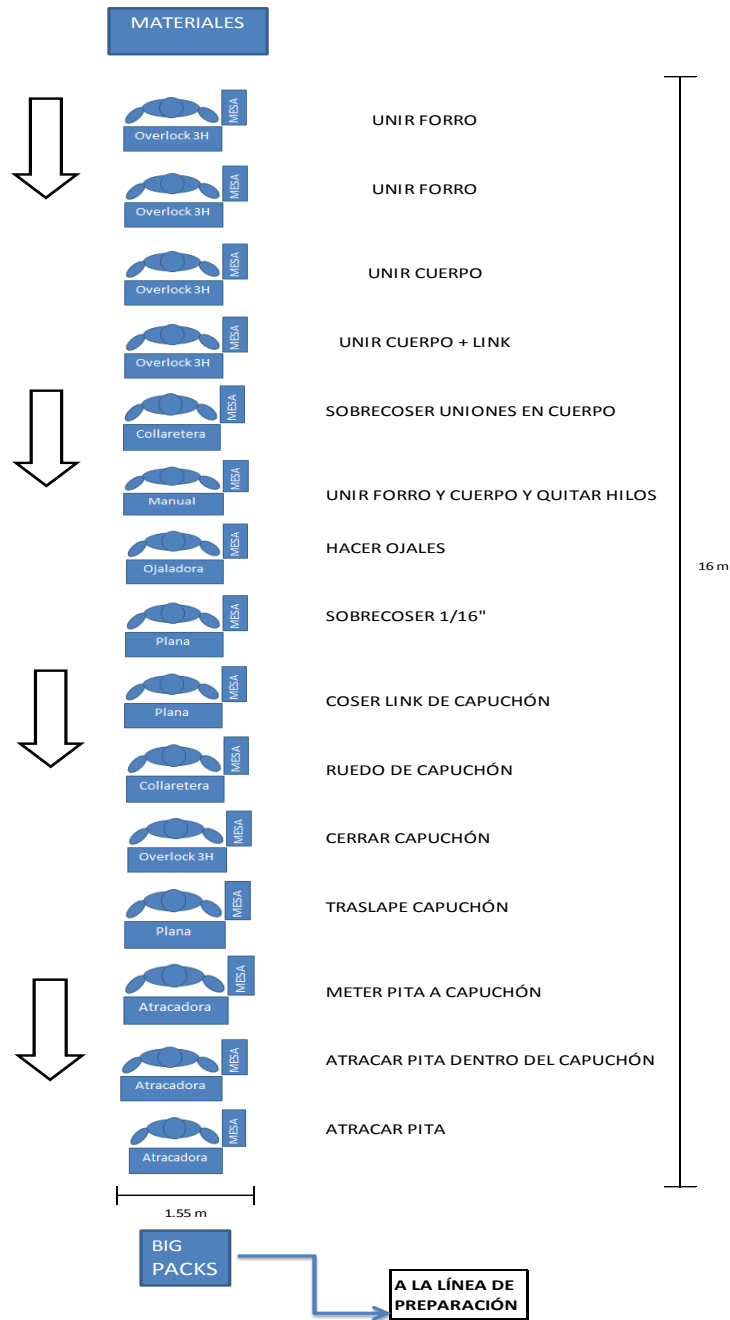 MATERIALES
MESA
Overlock 3H
UNIR FORRO
MESA
Overlock 3H
UNIR FORRO
MESA
Overlock 3H
UNIR CUERPO
MESA
Overlock 3H
UNIR CUERPO + LINK
MESA
Collaretera
SOBRECOSER UNIONES EN CUERPO
MESA
Manual
UNIR FORRO Y CUERPO Y QUITAR HILOS
MESA
Ojaladora
HACER OJALES
16 m
MESA
Plana
SOBRECOSER 1/16"
MESA
Plana
COSER LINK DE CAPUCHÓN
MESA
Collaretera
RUEDO DE CAPUCHÓN
MESA
Overlock 3H
CERRAR CAPUCHÓN
MESA
Plana
TRASLAPE CAPUCHÓN
MESA
Atracadora
METER PITA A CAPUCHÓN
MESA
Atracadora
ATRACAR PITA DENTRO DEL CAPUCHÓN
MESA
Atracadora
ATRACAR PITA
1.55 m
BIG
PACKS
A LA LÍNEA DE
PREPARACIÓN